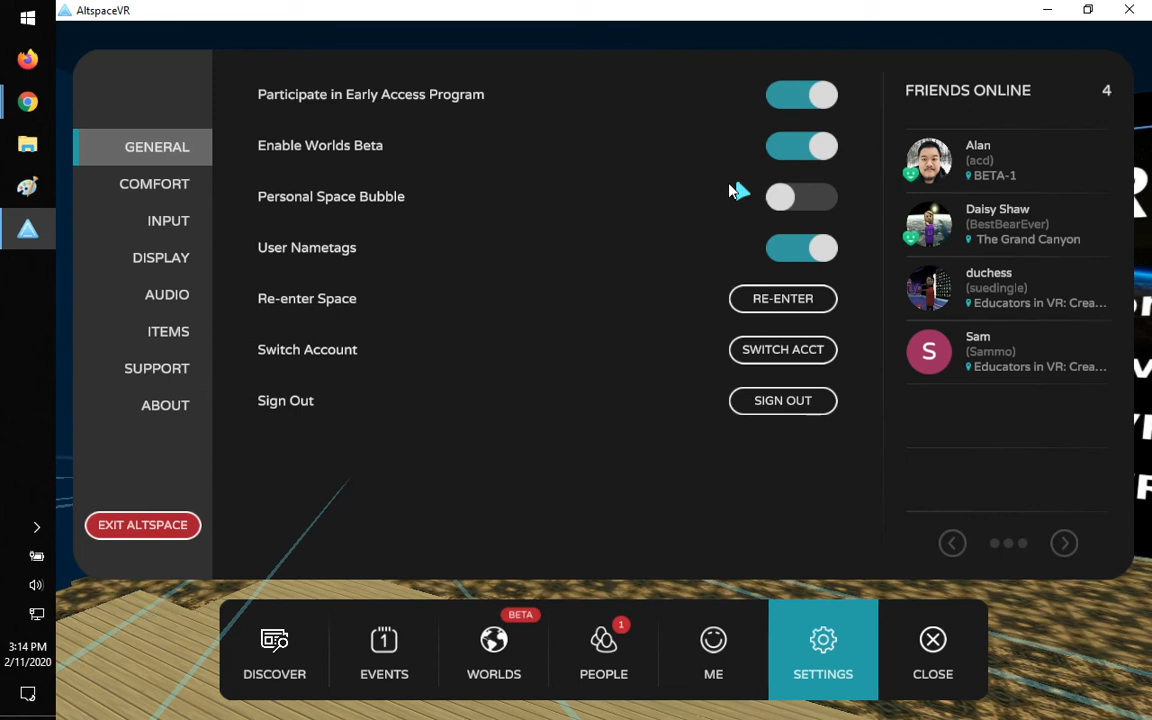 AltspaceVR
Participate in Early Access Program
Enable Worlds Beta
Personal Space Bubble
User Nametags
Re-enter Space
RE-ENTER
Switch Account
SWITCH ACCT
Sign Out
SIGN OUT
GENERAL
COMFORT
INPUT
DISPLAY
AUDIO
ITEMS
SUPPORT
ABOUT
EXIT ALTSPACE
FRIENDS ONLINE 4
Alan
(acd)
BETA-1
Daisy Shaw
(BestBearEver)
The Grand Canyon
duchess
(suedingle)
Educators in VR: Crea...
S
Sam
(Sammo)
Educators in VR: Crea...
DISCOVER
1
EVENTS
BETA
WORLDS
1
PEOPLE
ME
SETTINGS
CLOSE
3:14 PM
2/11/2020